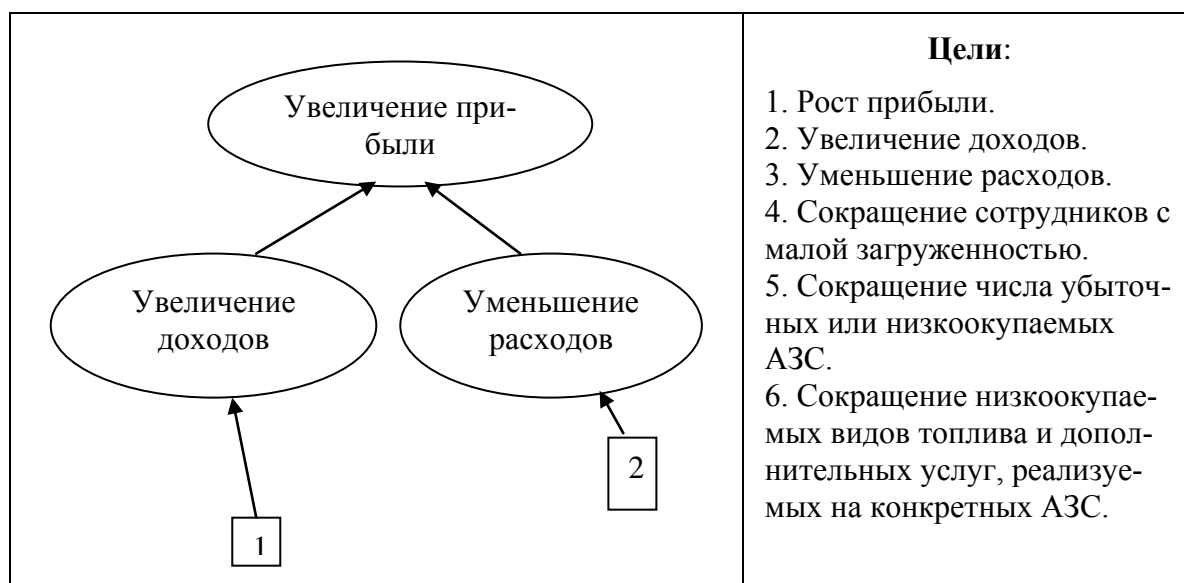 Увеличение при-
были
Увеличение
доходов
Уменьшение
расходов
2
1
Цели:
1. Рост прибыли.
2. Увеличение доходов.
3. Уменьшение расходов.
4. Сокращение сотрудников с
малой загруженностью.
5. Сокращение числа убыточ-
ных или низкоокупаемых
АЗС.
6. Сокращение низкоокупае-
мых видов топлива и допол-
нительных услуг, реализуе-
мых на конкретных АЗС.